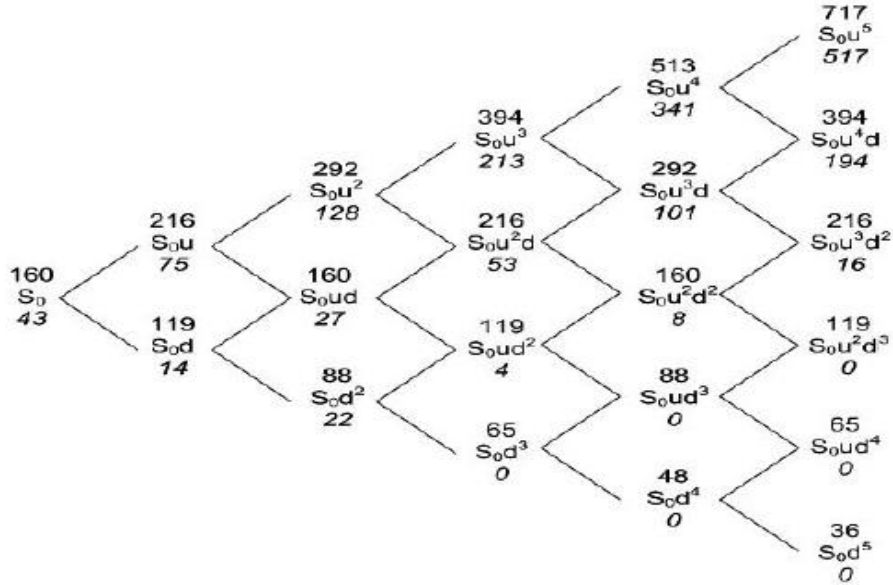 160
S₀
43
216
S₀u
75
119
S₀d
14
292
S₀u²
128
160
S₀ud
27
88
S₀d²
22
394
S₀u³
213
216
S₀u²d
53
119
S₀ud²
4
65
S₀d³
0
513
S₀u⁴
341
292
S₀u³d
101
160
S₀u²d²
8
88
S₀ud³
0
48
S₀d⁴
0
717
S₀u⁵
517
394
S₀u⁴d
194
216
S₀u³d²
16
119
S₀u²d³
0
65
S₀ud⁴
0
36
S₀d⁵
0